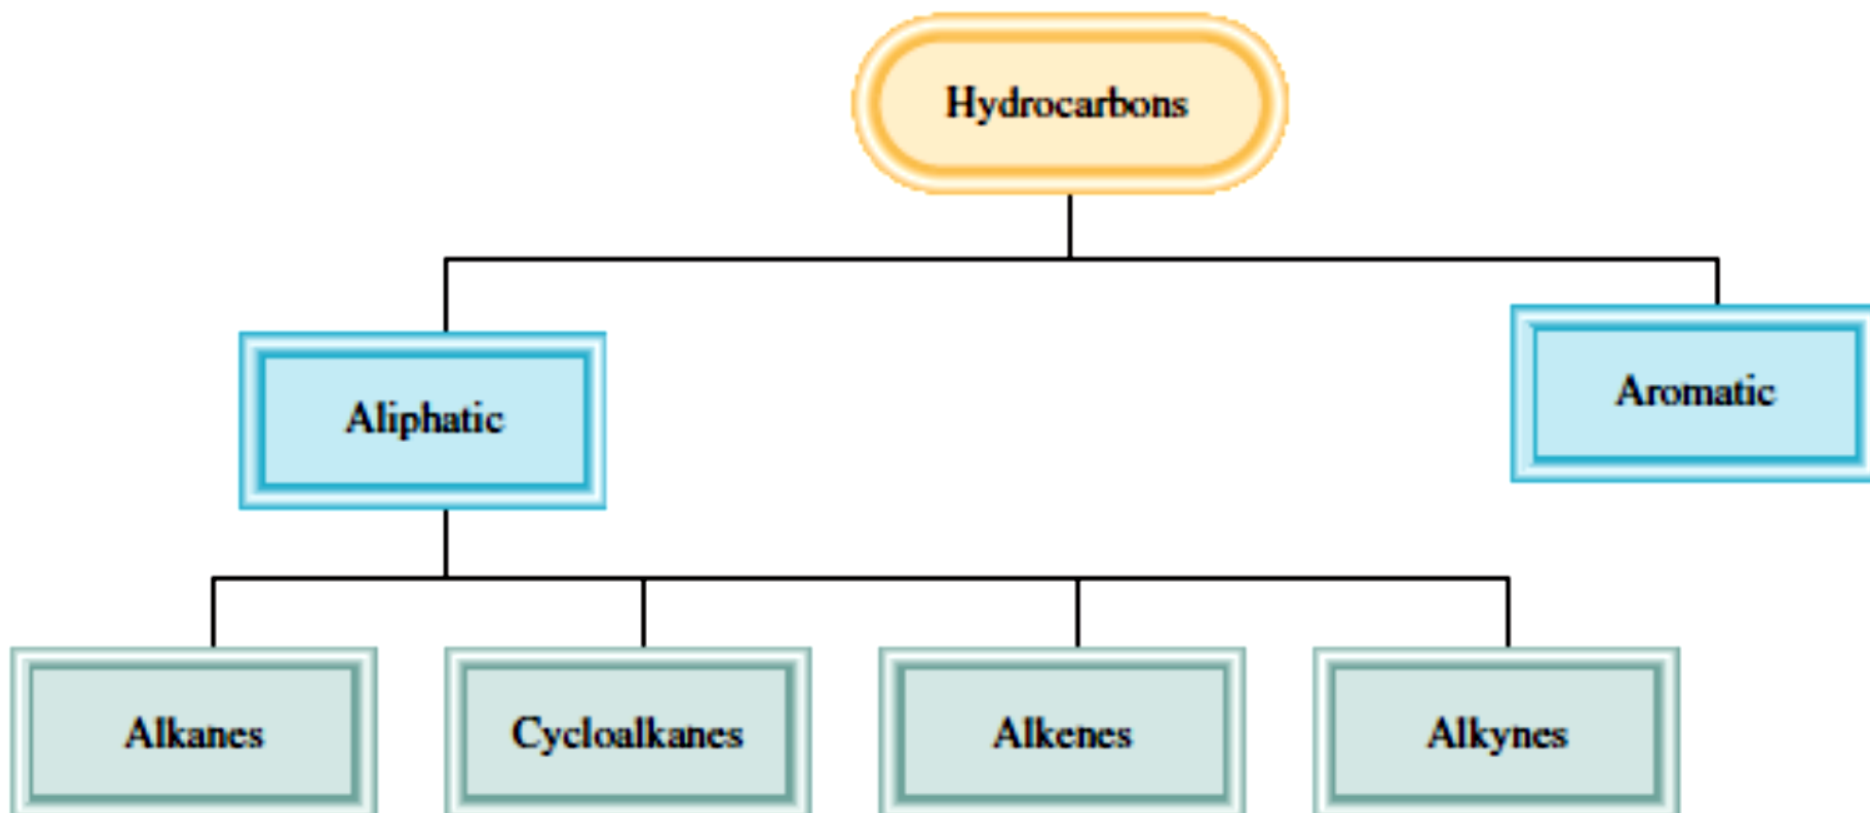 Hydrocarbons
Aliphatic
Aromatic
Alkanes
Cycloalkanes
Alkenes
Alkynes